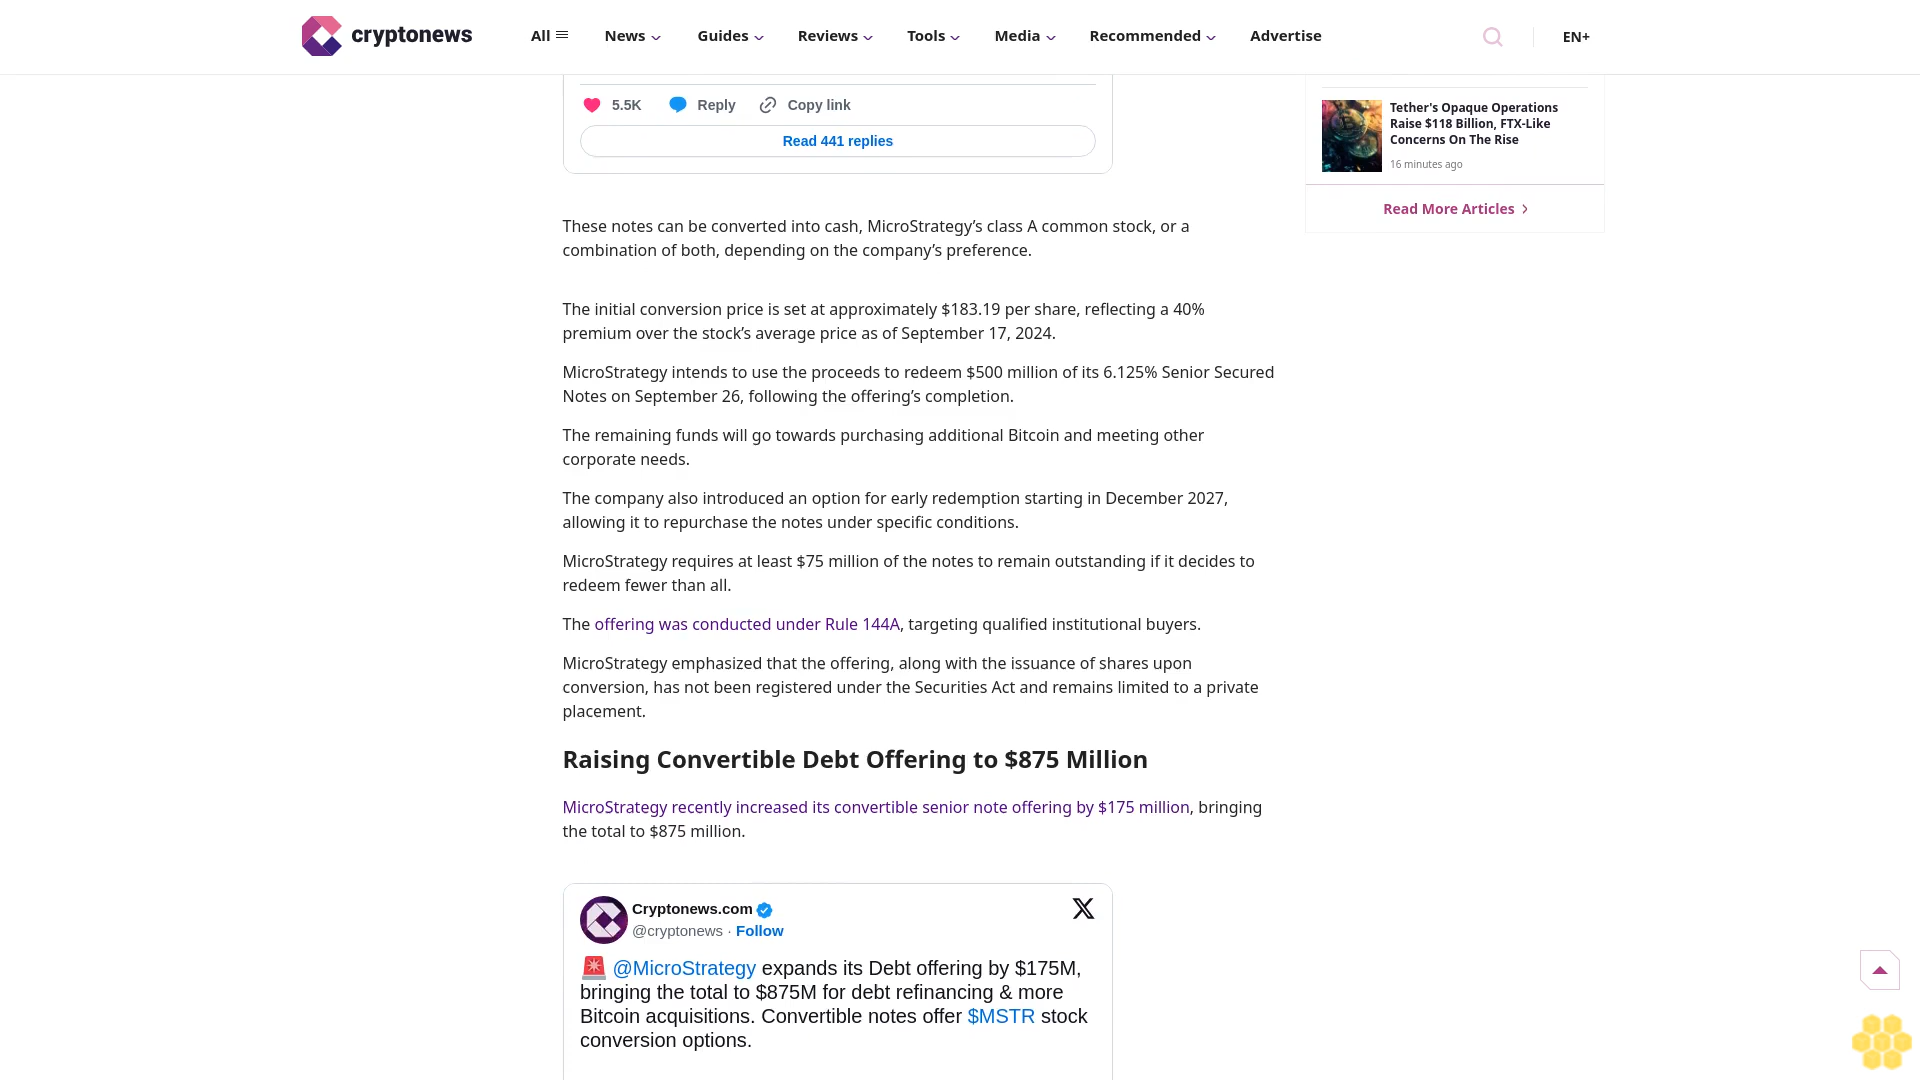 cryptonews
All
News
Guides
Reviews
Tools
Media
Recommended
Advertise
EN+
5.5K
Reply
Copy link
Read 441 replies
Tether's Opaque Operations
Raise $118 Billion, FTX-Like
Concerns On The Rise
16 minutes ago
Read More Articles
These notes can be converted into cash, MicroStrategy’s class A common stock, or a
combination of both, depending on the company’s preference.
The initial conversion price is set at approximately $183.19 per share, reflecting a 40%
premium over the stock’s average price as of September 17, 2024.
MicroStrategy intends to use the proceeds to redeem $500 million of its 6.125% Senior Secured
Notes on September 26, following the offering’s completion.
The remaining funds will go towards purchasing additional Bitcoin and meeting other
corporate needs.
The company also introduced an option for early redemption starting in December 2027,
allowing it to repurchase the notes under specific conditions.
MicroStrategy requires at least $75 million of the notes to remain outstanding if it decides to
redeem fewer than all.
The offering was conducted under Rule 144A, targeting qualified institutional buyers.
MicroStrategy emphasized that the offering, along with the issuance of shares upon
conversion, has not been registered under the Securities Act and remains limited to a private
placement.
Raising Convertible Debt Offering to $875 Million
MicroStrategy recently increased its convertible senior note offering by $175 million, bringing
the total to $875 million.
Cryptonews.com
@cryptonews · Follow
🚨 @MicroStrategy expands its Debt offering by $175M,
bringing the total to $875M for debt refinancing & more
Bitcoin acquisitions. Convertible notes offer $MSTR stock
conversion options.